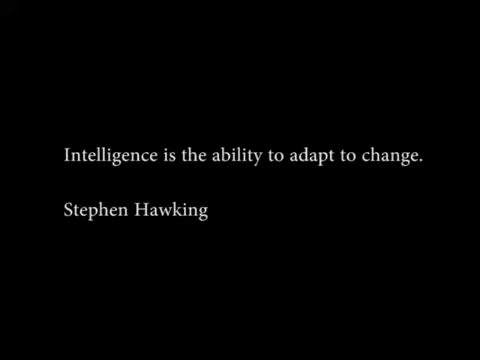 Intelligence is the ability to adapt to change.
Stephen Hawking